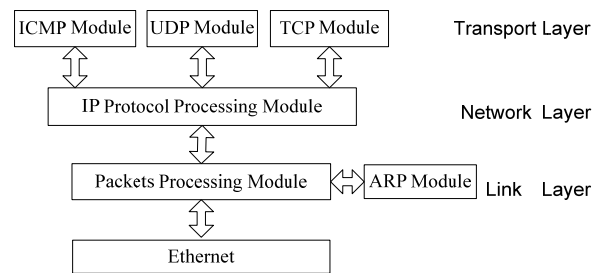 ICMP Module UDP Module TCP Module Transport Layer
IP Protocol Processing Module Network Layer
Packets Processing Module ARP Module Link Layer
Ethernet